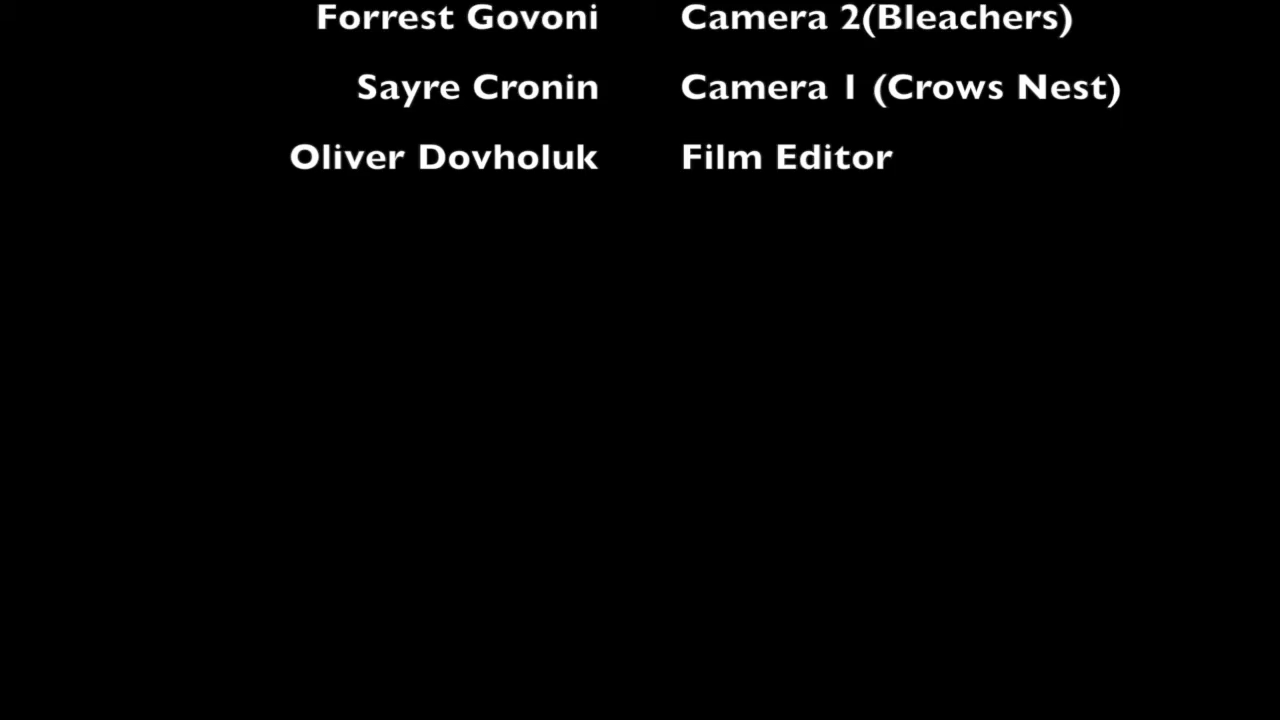 Forrest Govoni Camera 2(Bleachers)
Sayre Cronin Camera 1 (Crows Nest)
Oliver Dovholuk Film Editor